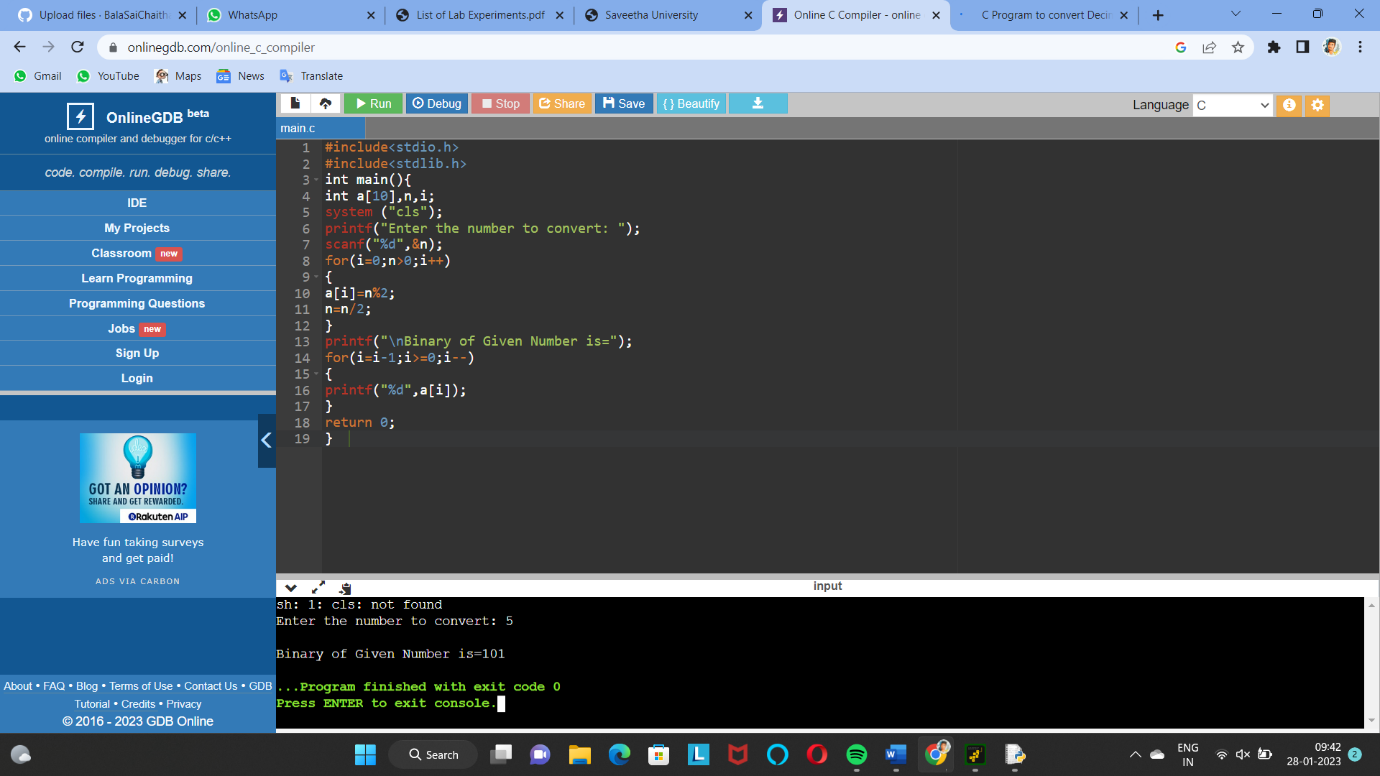 Upload files · BalaSaiChaith
WhatsApp
List of Lab Experiments.pdf
Saveetha University
Online C Compiler - online
C Program to convert Deci
onlinegdb.com/online_c_compiler
Gmail
YouTube
Maps
News
Translate
OnlineGDB beta
online compiler and debugger for c/c++
code. compile. run. debug. share.
IDE
My Projects
Classroom new
Learn Programming
Programming Questions
Jobs new
Sign Up
Login
GOT AN OPINION?
SHARE AND GET REWARDED.
Rakuten AIP
Have fun taking surveys
and get paid!
ADS VIA CARBON
About • FAQ • Blog • Terms of Use • Contact Us • GDB
Tutorial • Credits • Privacy
© 2016 - 2023 GDB Online
Run Debug Stop Share Save { } Beautify
Language C
main.c
1 #include<stdio.h>
2 #include<stdlib.h>
3 int main(){
4 int a[10],n,i;
5 system ("cls");
6 printf("Enter the number to convert: ");
7 scanf("%d",&n);
8 for(i=0;n>0;i++)
9 {
10 a[i]=n%2;
11 n=n/2;
12 }
13 printf("\nBinary of Given Number is=");
14 for(i=i-1;i>=0;i--)
15 {
16 printf("%d",a[i]);
17 }
18 return 0;
19 }
input
sh: 1: cls: not found
Enter the number to convert: 5
Binary of Given Number is=101
...Program finished with exit code 0
Press ENTER to exit console.
Search
ENG
IN
09:42
28-01-2023
2